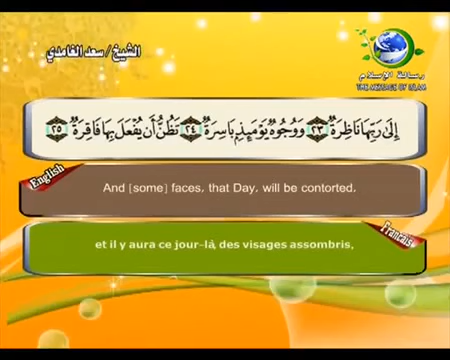 الشيخ / سعد الغامدي
رسالة الإسلام
THE MESSAGE OF ISLAM
إِلَىٰ رَبِّهَا نَاظِرَةٌ ٢٣ وَوُجُوهٌ يَوْمَئِذٍ بَاسِرَةٌ ٢٤ تَظُنُّ أَن يُفْعَلَ بِهَا فَاقِرَةٌ ٢٥
English
And [some] faces, that Day, will be contorted,
Francais
et il y aura ce jour-là, des visages assombris,